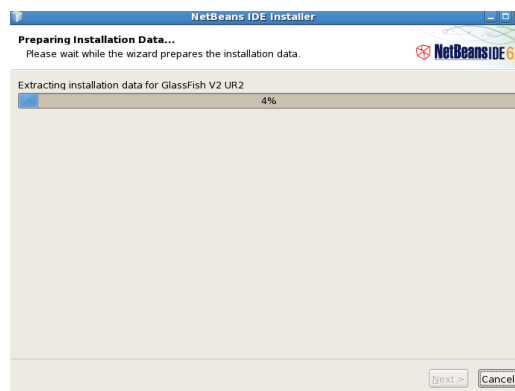 NetBeans IDE Installer
Preparing Installation Data...
Please wait while the wizard prepares the installation data.
NetBeans IDE 6.
Extracting installation data for GlassFish V2 UR2
4%
Next >
Cancel